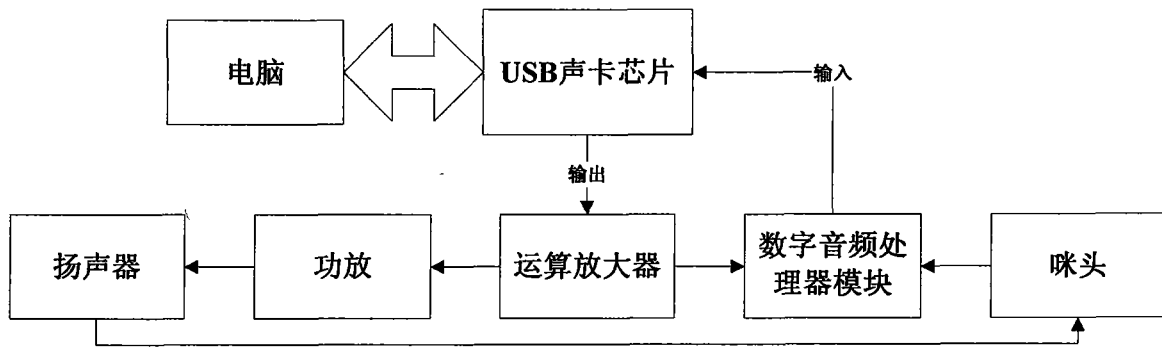 电脑
USB声卡芯片
输入
输出
扬声器
功放
运算放大器
数字音频处
理器模块
咪头